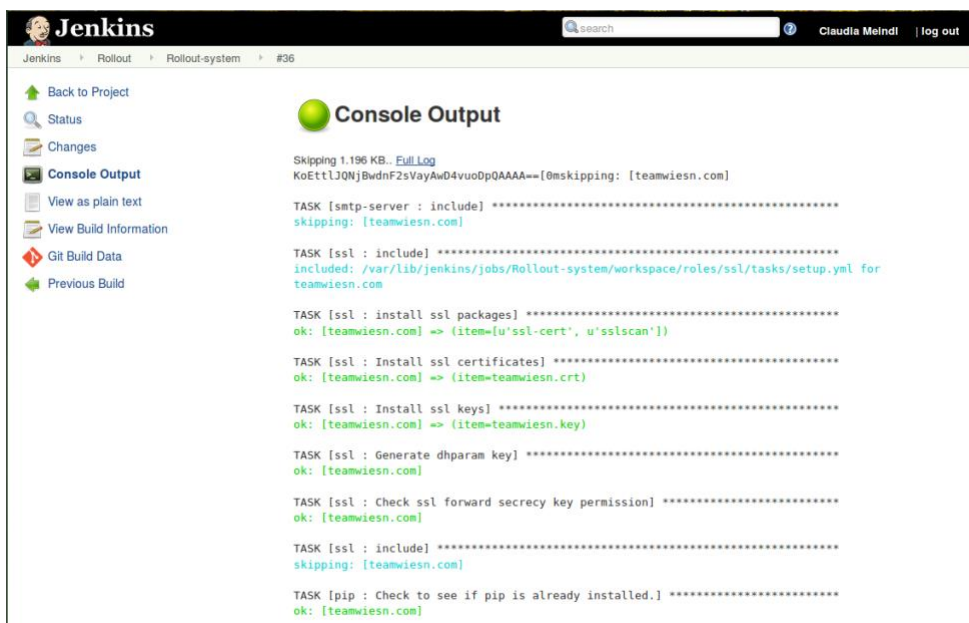 Jenkins
search
Claudia Meindl | log out
Jenkins Rollout Rollout-system #36
Back to Project
Status
Changes
Console Output
View as plain text
View Build Information
Git Build Data
Previous Build
Console Output
Skipping 1.196 KB.. Full Log
KoEttlJQNjBwdnF2sVayAwD4vuoDpQAAAA==[0mskipping: [teamwiesn.com]
TASK [smtp-server : include] ***************************************************
skipping: [teamwiesn.com]
TASK [ssl : include] ***********************************************************
included: /var/lib/jenkins/jobs/Rollout-system/workspace/roles/ssl/tasks/setup.yml for
teamwiesn.com
TASK [ssl : install ssl packages] **********************************************
ok: [teamwiesn.com] => (item=[u'ssl-cert', u'sslscan'])
TASK [ssl : Install ssl certificates] ******************************************
ok: [teamwiesn.com] => (item=teamwiesn.crt)
TASK [ssl : Install ssl keys] **************************************************
ok: [teamwiesn.com] => (item=teamwiesn.key)
TASK [ssl : Generate dhparam key] **********************************************
ok: [teamwiesn.com]
TASK [ssl : Check ssl forward secrecy key permission] **************************
ok: [teamwiesn.com]
TASK [ssl : include] ***********************************************************
skipping: [teamwiesn.com]
TASK [pip : Check to see if pip is already installed.] *************************
ok: [teamwiesn.com]